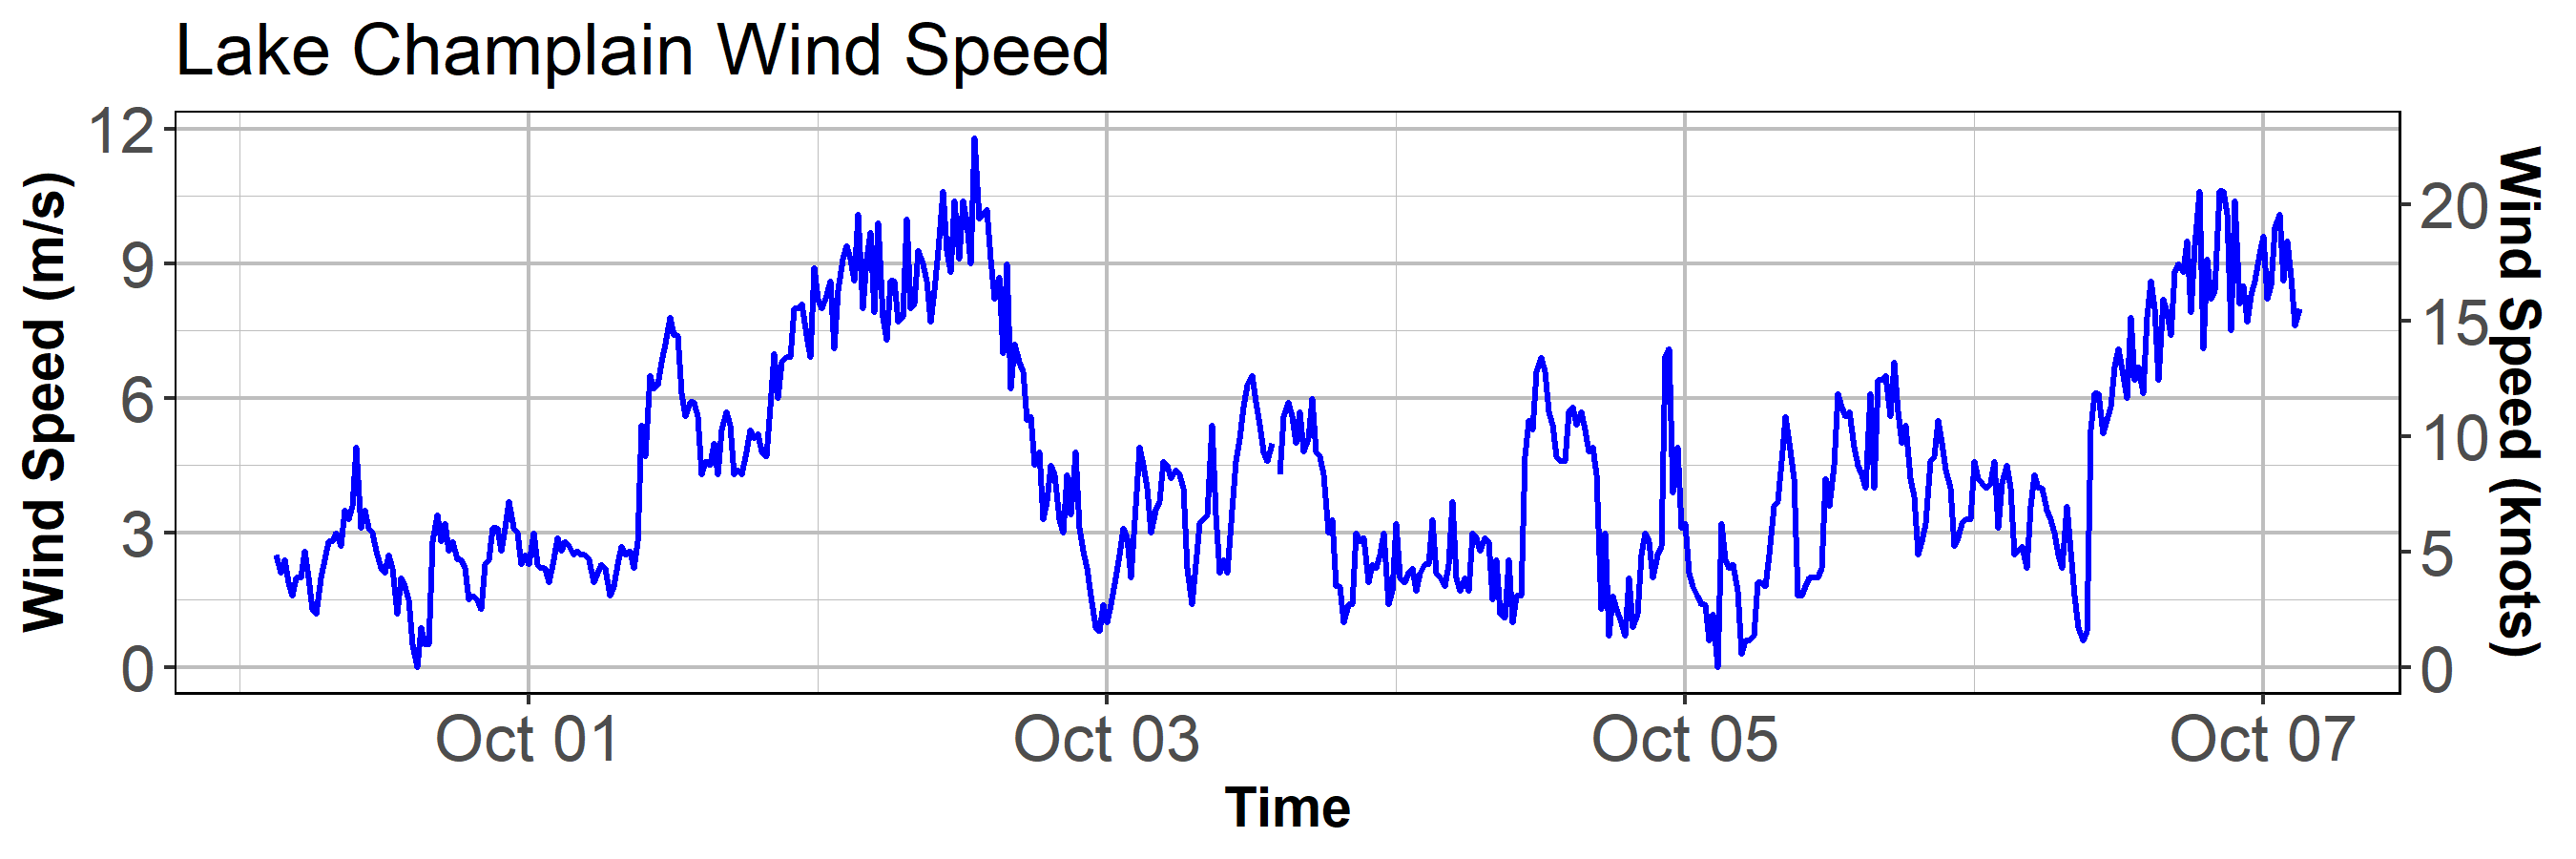 Lake Champlain Wind Speed
12
9
6
3
0
Wind Speed (m/s)
20
15
10
5
0
Wind Speed (knots)
Oct 01 Oct 03 Oct 05 Oct 07
Time